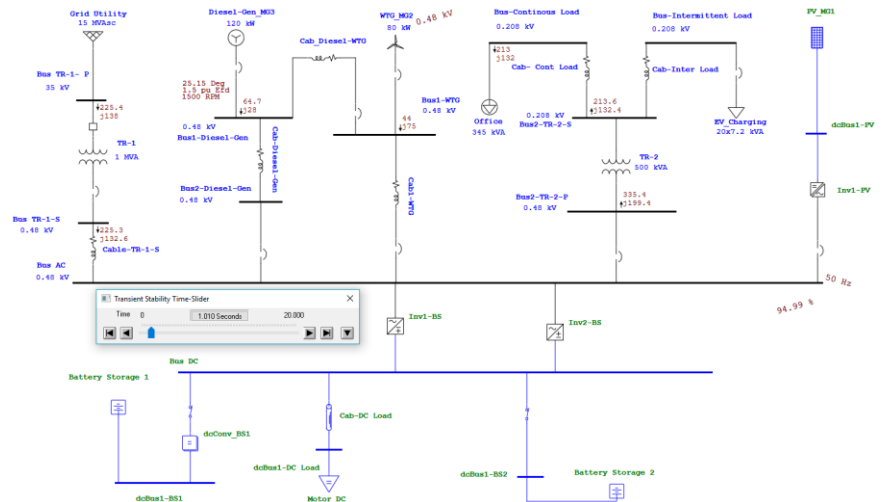 Grid Utility
15 MVAsc
Bus TR-1- P
35 kV
225.4
j138
TR-1
1 MVA
Bus TR-1-S
0.48 kV
225.3
j132.6
Cable-TR-1-S
Bus AC
0.48 kV
Diesel-Gen_MG3
120 kW
25.15 Deg
1.5 pu Efd
1500 RPM
64.7
j28
0.48 kV
Bus1-Diesel-Gen
Cab-Diesel-Gen
Bus2-Diesel-Gen
0.48 kV
Cab_Diesel-WTG
WTG_MG2
80 kW
0.48 kV
Bus1-WTG
0.48 kV
44
j75
Cab1-WTG
Bus-Continous Load
0.208 kV
213
j132
Cab- Cont Load
Office
345 kVA
Bus-Intermittent Load
0.208 kV
Cab-Inter Load
213.6
j132.4
0.208 kV
Bus2-TR-2-S
EV_Charging
20x7.2 kVA
TR-2
500 kVA
Bus2-TR-2-P
0.48 kV
335.4
j199.4
PV_MG1
dcBus1-PV
Inv1-PV
50 Hz
94.99 %
Transient Stability Time-Slider
Time 0 1.010 Seconds 20.000
Inv1-BS
Inv2-BS
Bus DC
Battery Storage 1
dcConv_BS1
dcBus1-BS1
Cab-DC Load
dcBus1-DC Load
Motor DC
dcBus1-BS2
Battery Storage 2